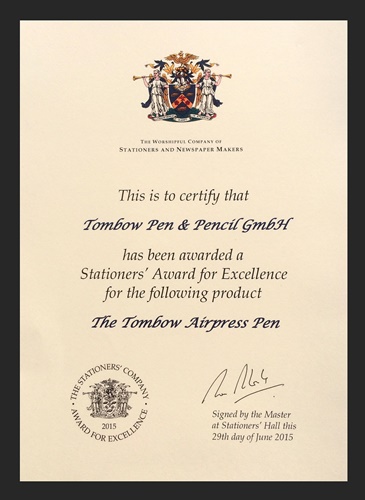 THE WORSHIPFUL COMPANY OF
STATIONERS AND NEWSPAPER MAKERS
This is to certify that
Tombow Pen & Pencil GmbH
has been awarded a
Stationers' Award for Excellence
for the following product
The Tombow Airpress Pen
THE STATIONERS' COMPANY
2015
AWARD FOR EXCELLENCE
Signed by the Master
at Stationers' Hall this
29th day of June 2015